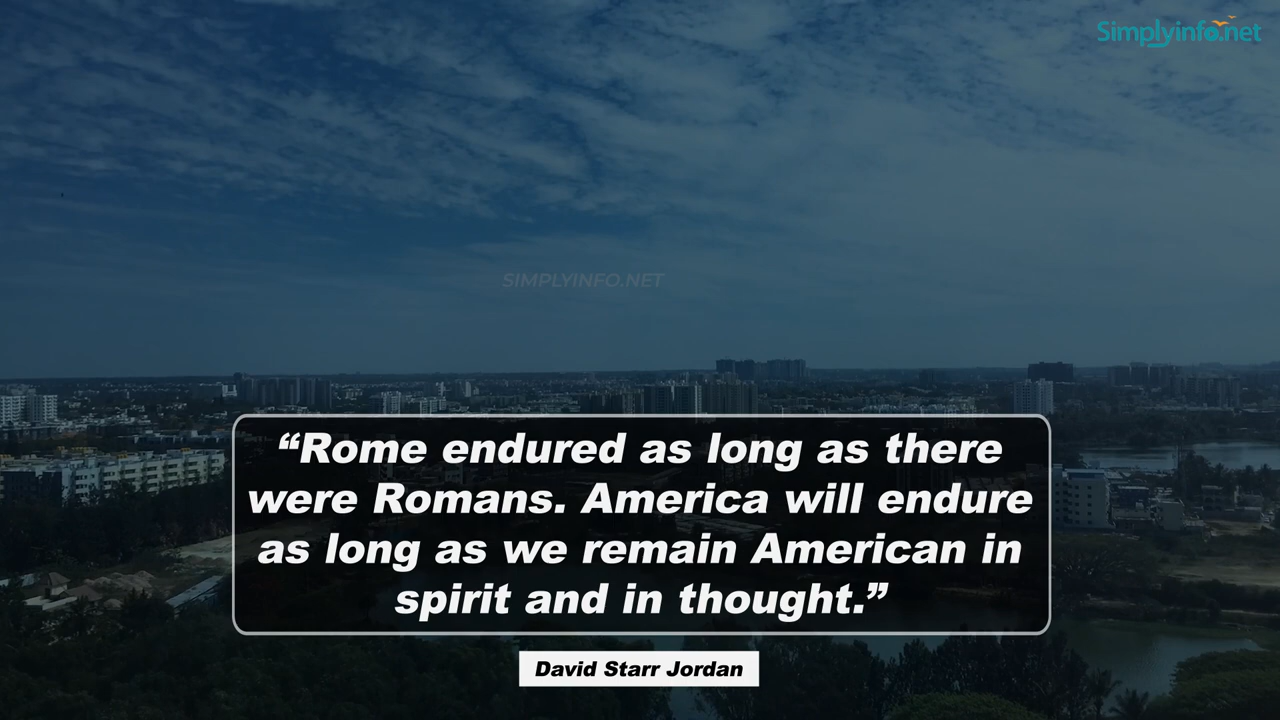 Simplyinfo.net
SIMPLYINFO.NET
“Rome endured as long as there
were Romans. America will endure
as long as we remain American in
spirit and in thought.”
David Starr Jordan